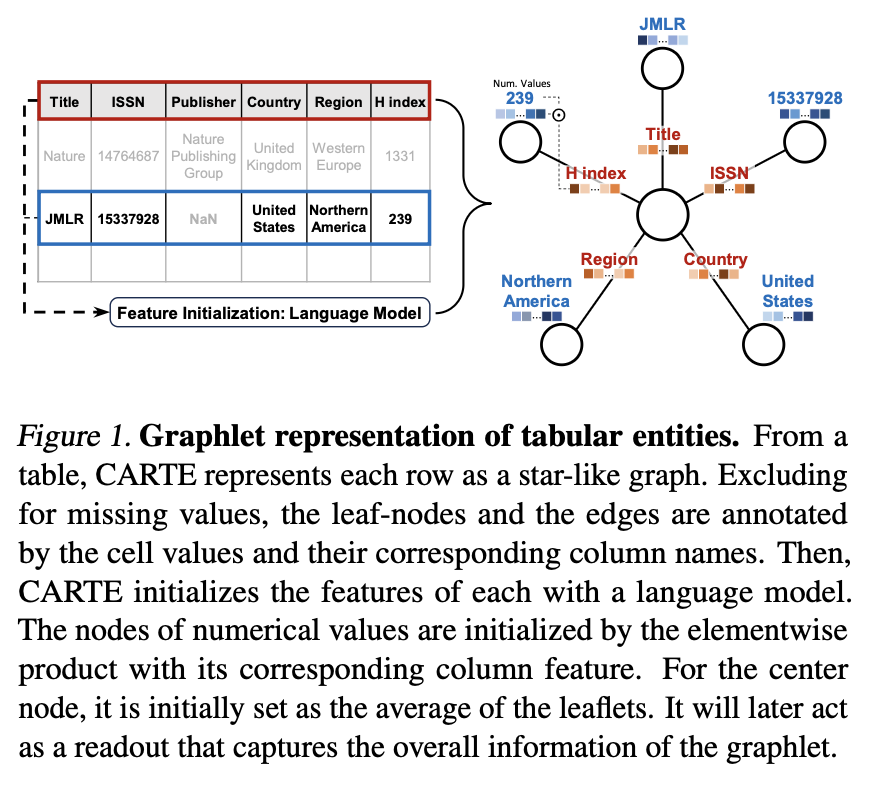 Title ISSN Publisher Country Region H index
Nature 14764687 Nature Publishing Group United Kingdom Western Europe 1331
JMLR 15337928 NaN United States Northern America 239
Feature Initialization: Language Model
JMLR
Num. Values
239
15337928
Title
H index
ISSN
Region
Country
Northern
America
United
States
Figure 1. Graphlet representation of tabular entities. From a
table, CARTE represents each row as a star-like graph. Excluding
for missing values, the leaf-nodes and the edges are annotated
by the cell values and their corresponding column names. Then,
CARTE initializes the features of each with a language model.
The nodes of numerical values are initialized by the elementwise
product with its corresponding column feature. For the center
node, it is initially set as the average of the leaflets. It will later act
as a readout that captures the overall information of the graphlet.